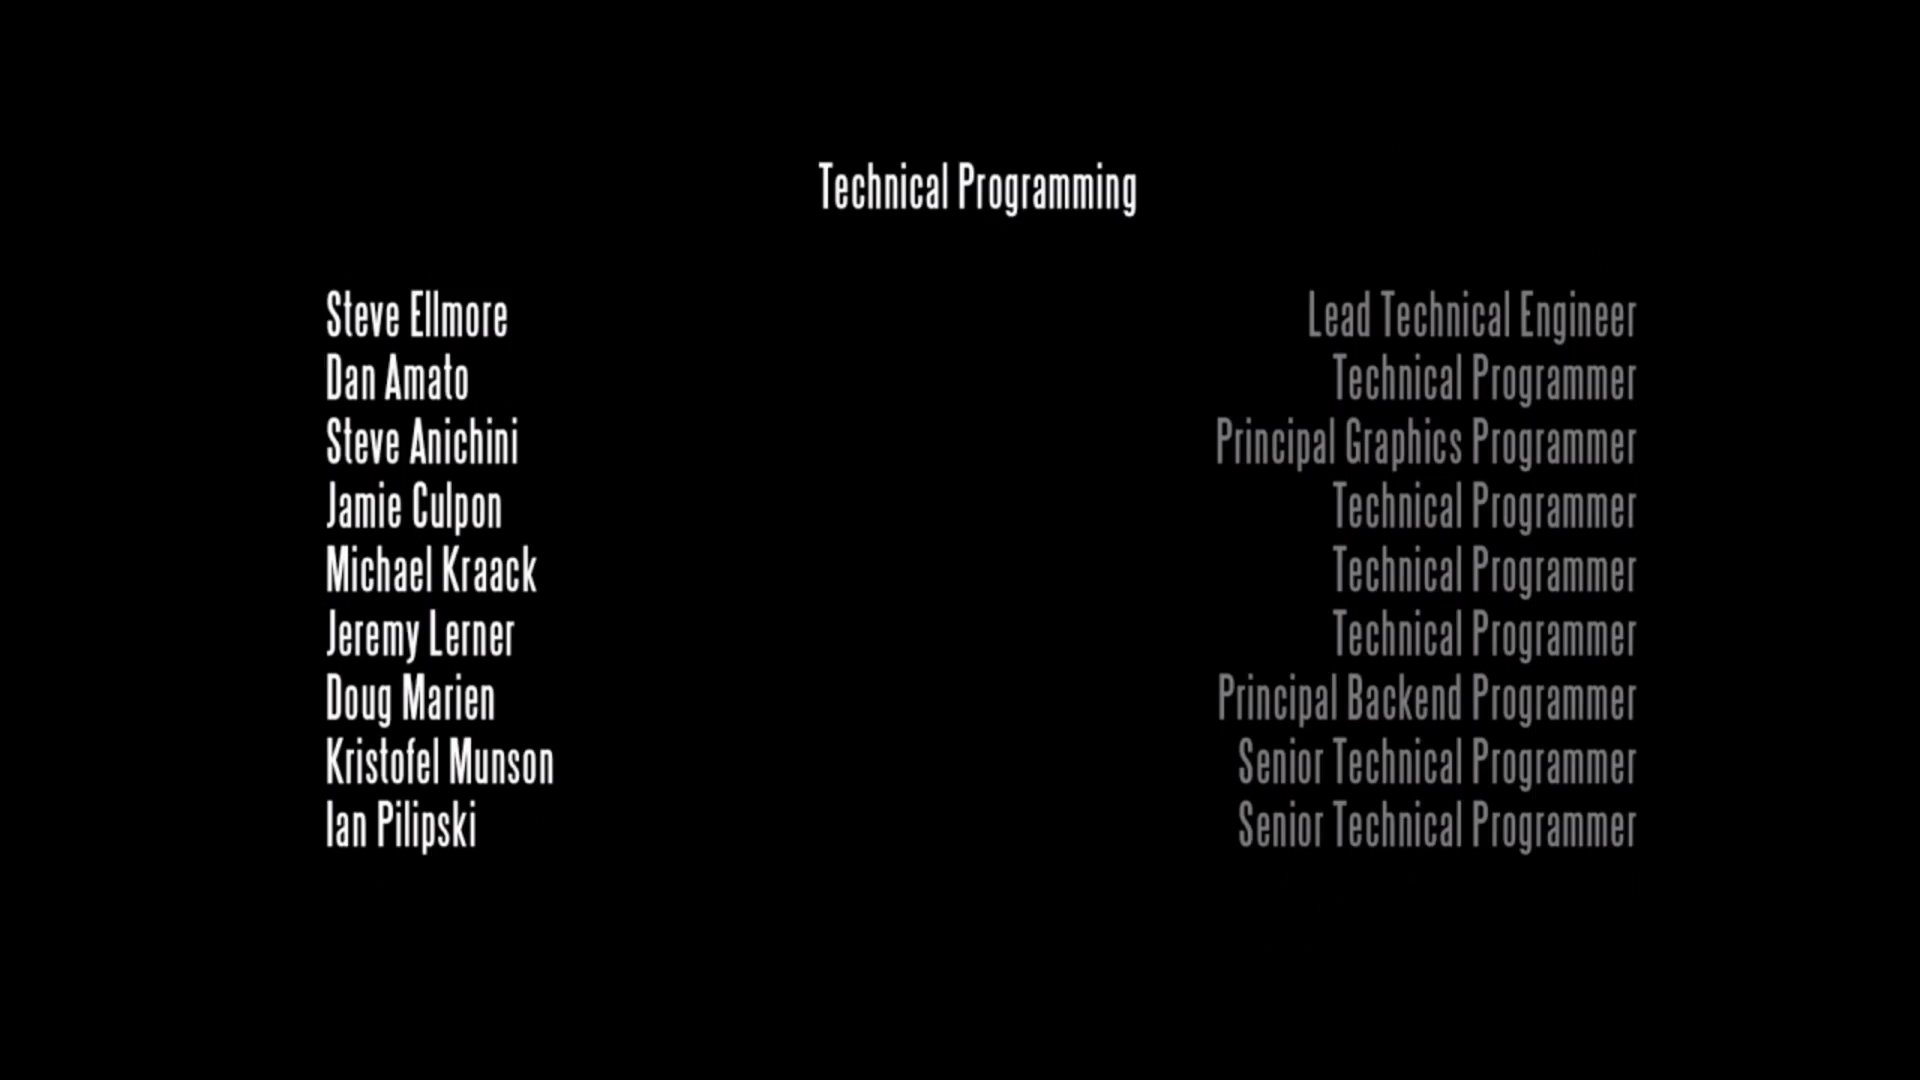 Technical Programming
Steve Ellmore Lead Technical Engineer
Dan Amato Technical Programmer
Steve Anichini Principal Graphics Programmer
Jamie Culpon Technical Programmer
Michael Kraack Technical Programmer
Jeremy Lerner Technical Programmer
Doug Marien Principal Backend Programmer
Kristofel Munson Senior Technical Programmer
Ian Pilipski Senior Technical Programmer